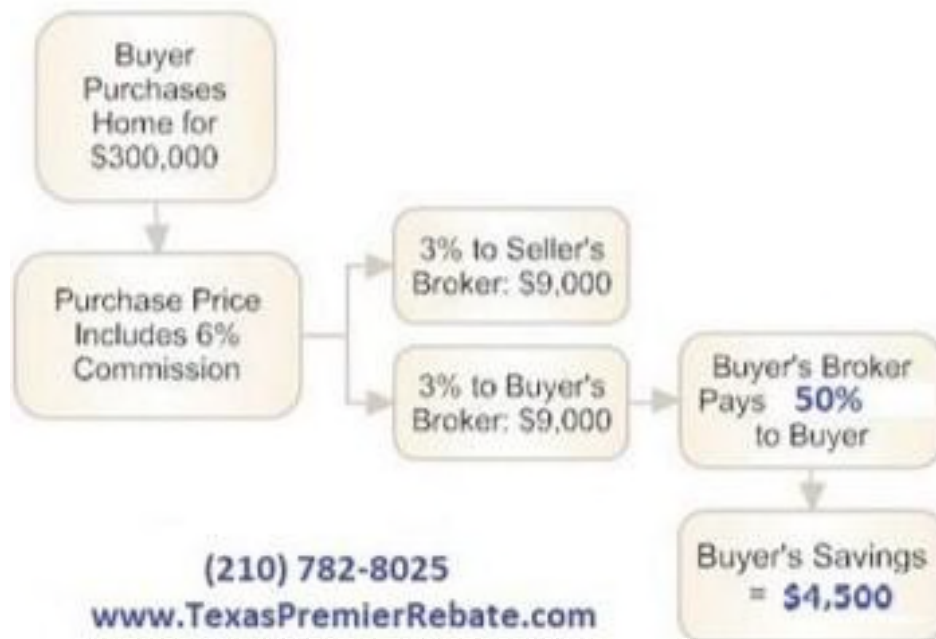 Buyer
Purchases
Home for
$300,000
Purchase Price
Includes 6%
Commission
3% to Seller's
Broker: $9,000
3% to Buyer's
Broker: $9,000
Buyer's Broker
Pays 50%
to Buyer
Buyer's Savings
= $4,500
(210) 782-8025
www.TexasPremierRebate.com